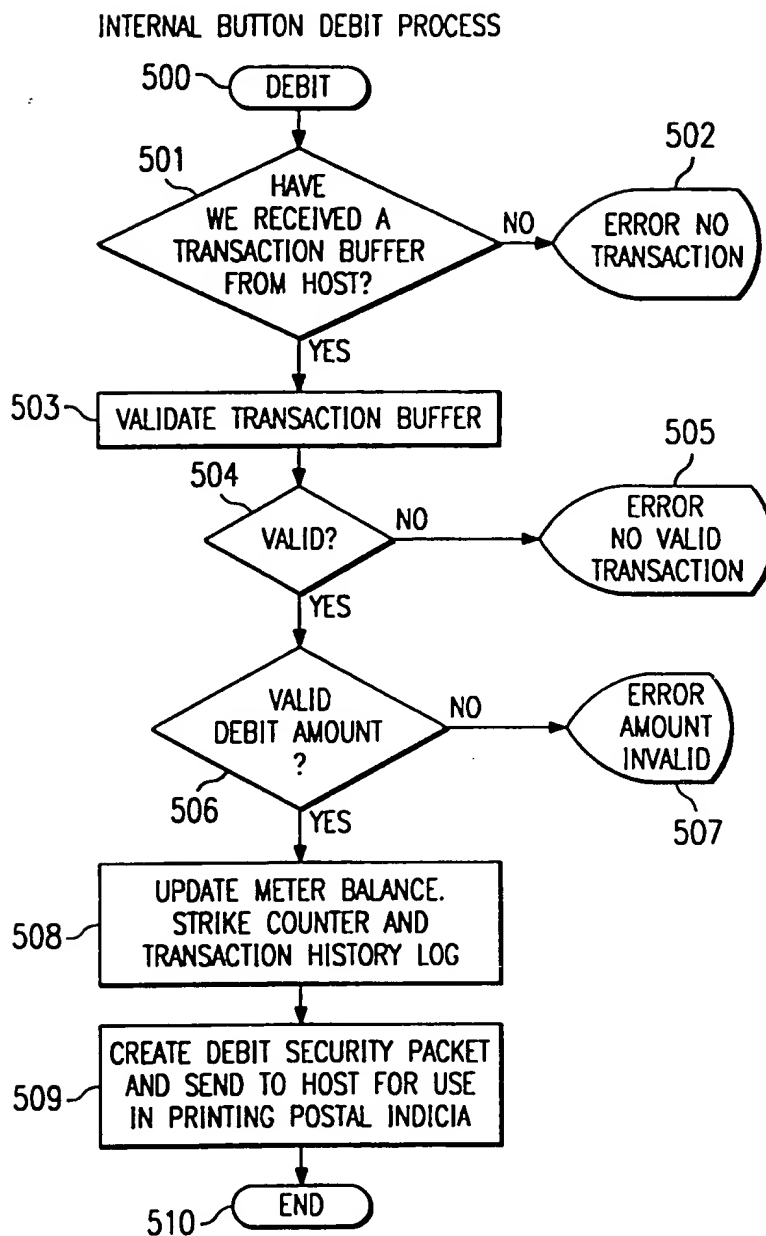 INTERNAL BUTTON DEBIT PROCESS
500
DEBIT
501
HAVE
WE RECEIVED A
TRANSACTION BUFFER
FROM HOST?
NO
502
ERROR NO
TRANSACTION
YES
503
VALIDATE TRANSACTION BUFFER
504
VALID?
NO
505
ERROR
NO VALID
TRANSACTION
YES
VALID
DEBIT AMOUNT
?
506
NO
ERROR
AMOUNT
INVALID
507
YES
508
UPDATE METER BALANCE.
STRIKE COUNTER AND
TRANSACTION HISTORY LOG
509
CREATE DEBIT SECURITY PACKET
AND SEND TO HOST FOR USE
IN PRINTING POSTAL INDICIA
510
END